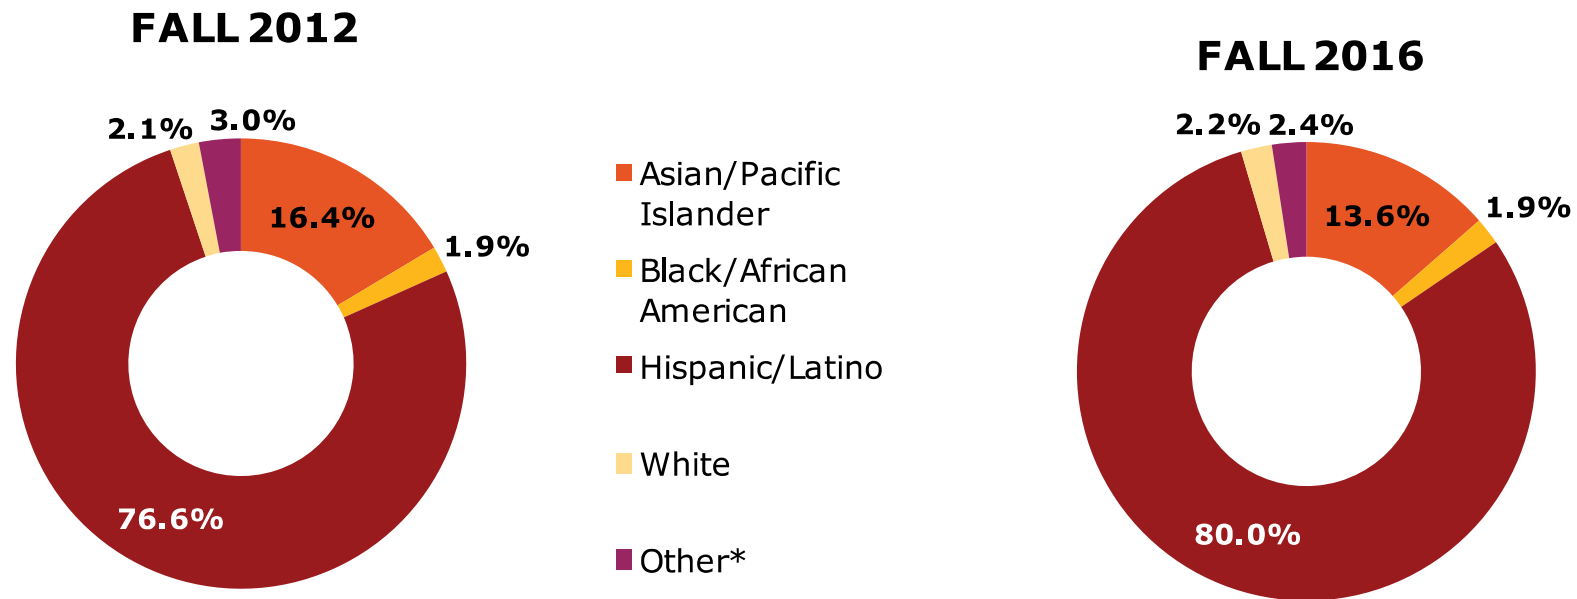 FALL 2012
2.1%
3.0%
16.4%
1.9%
76.6%
Asian/Pacific
Islander
Black/African
American
Hispanic/Latino
White
Other*
FALL 2016
2.2%
2.4%
13.6%
1.9%
80.0%